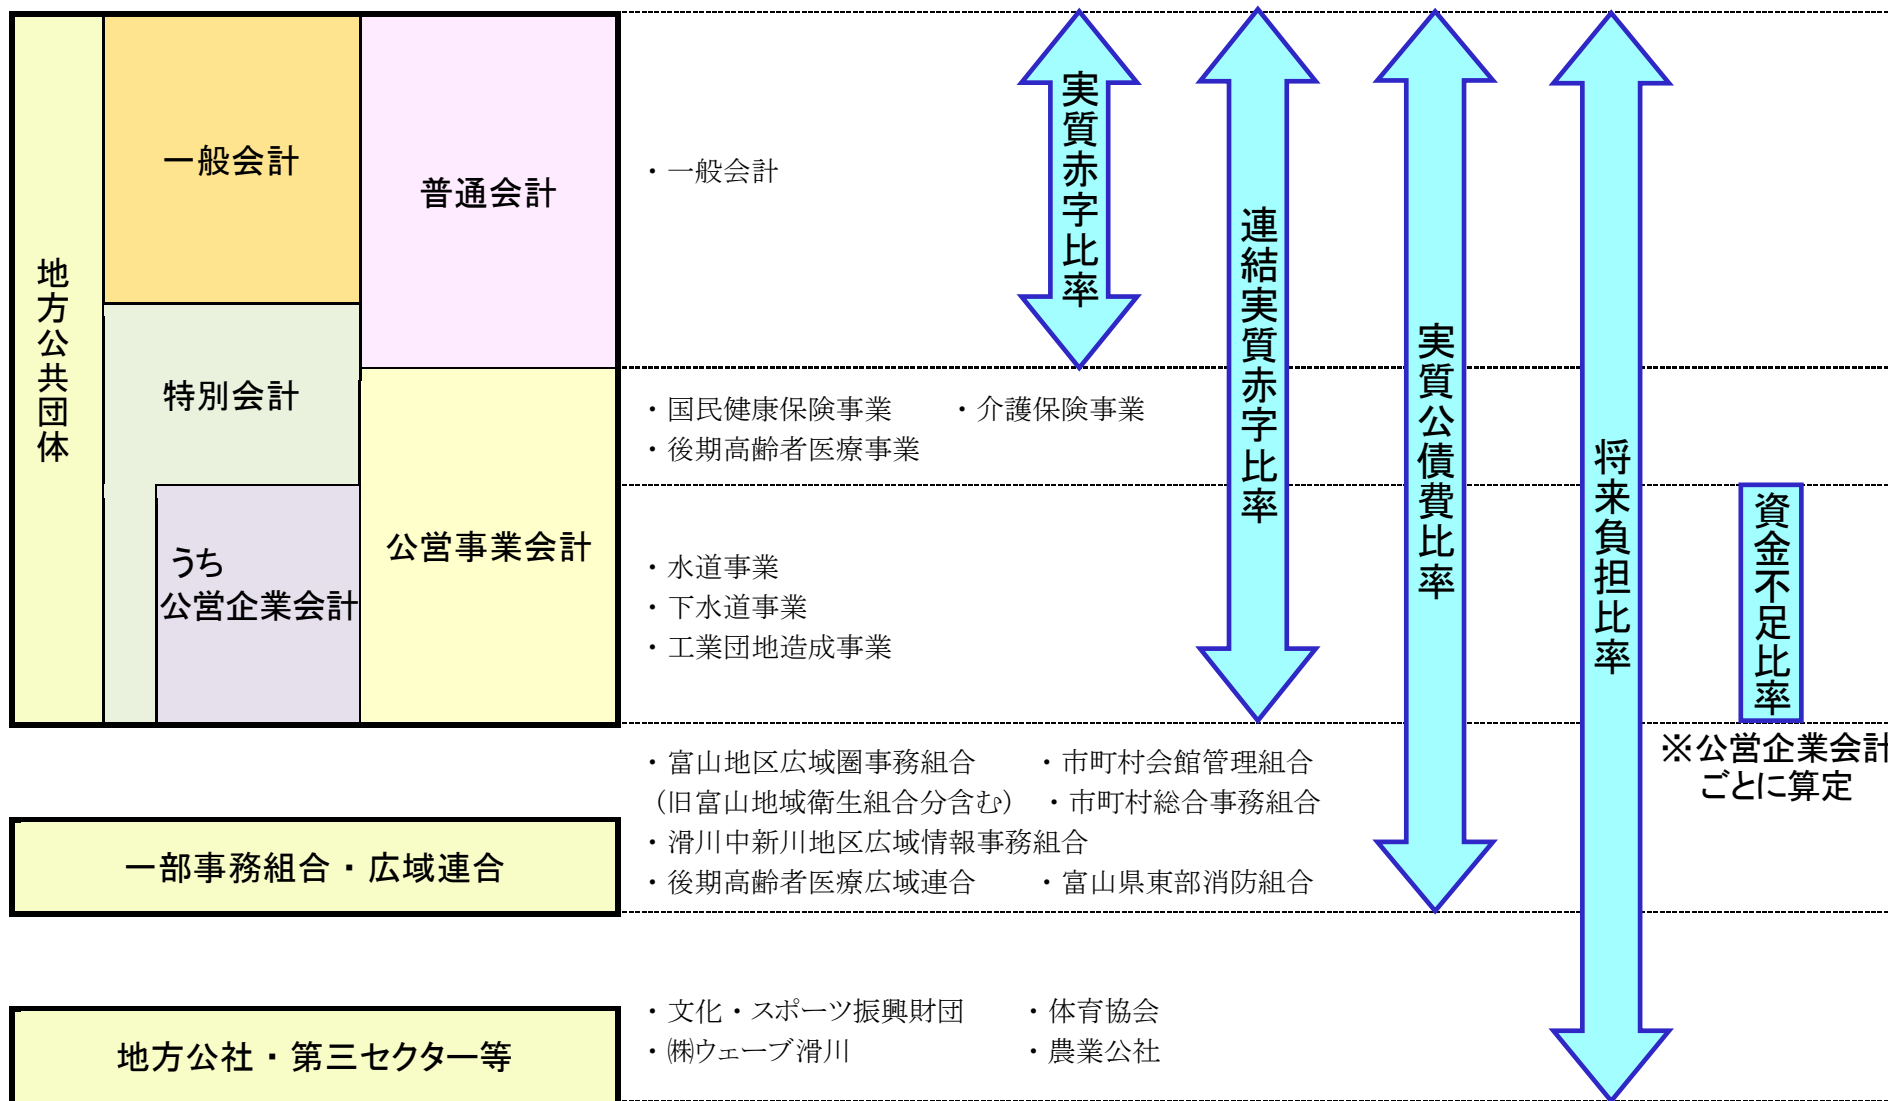 地方公共団体
一般会計
普通会計
特別会計
うち
公営企業会計
公営事業会計
・一般会計
・国民健康保険事業 ・介護保険事業
・後期高齢者医療事業
・水道事業
・下水道事業
・工業団地造成事業
・富山地区広域圏事務組合 ・市町村会館管理組合
(旧富山地域衛生組合分含む) ・市町村総合事務組合
・滑川中新川地区広域情報事務組合
・後期高齢者医療広域連合 ・富山県東部消防組合
一部事務組合・広域連合
・文化・スポーツ振興財団 ・体育協会
・㈱ウェーブ滑川 ・農業公社
地方公社・第三セクター等
実質赤字比率
連結実質赤字比率
実質公債費比率
将来負担比率
資金不足比率
※公営企業会計
ごとに算定